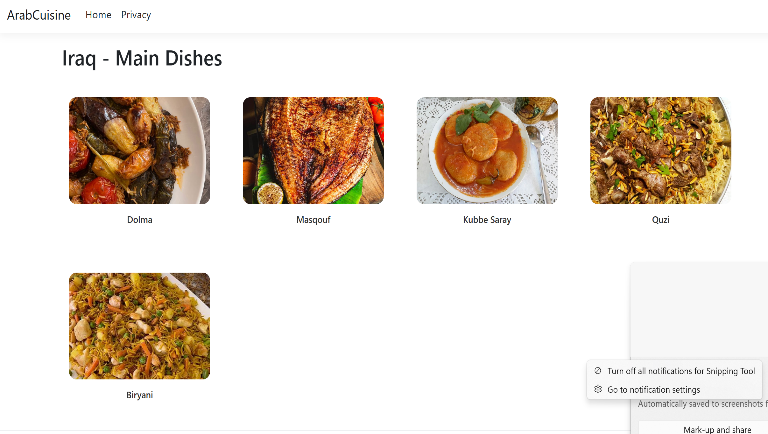 ArabCuisine Home Privacy
Iraq - Main Dishes
Dolma
Masqouf
Kubbe Saray
Quzi
Biryani
Turn off all notifications for Snipping Tool
Go to notification settings
Automatically saved to screenshots
Mark-up and share